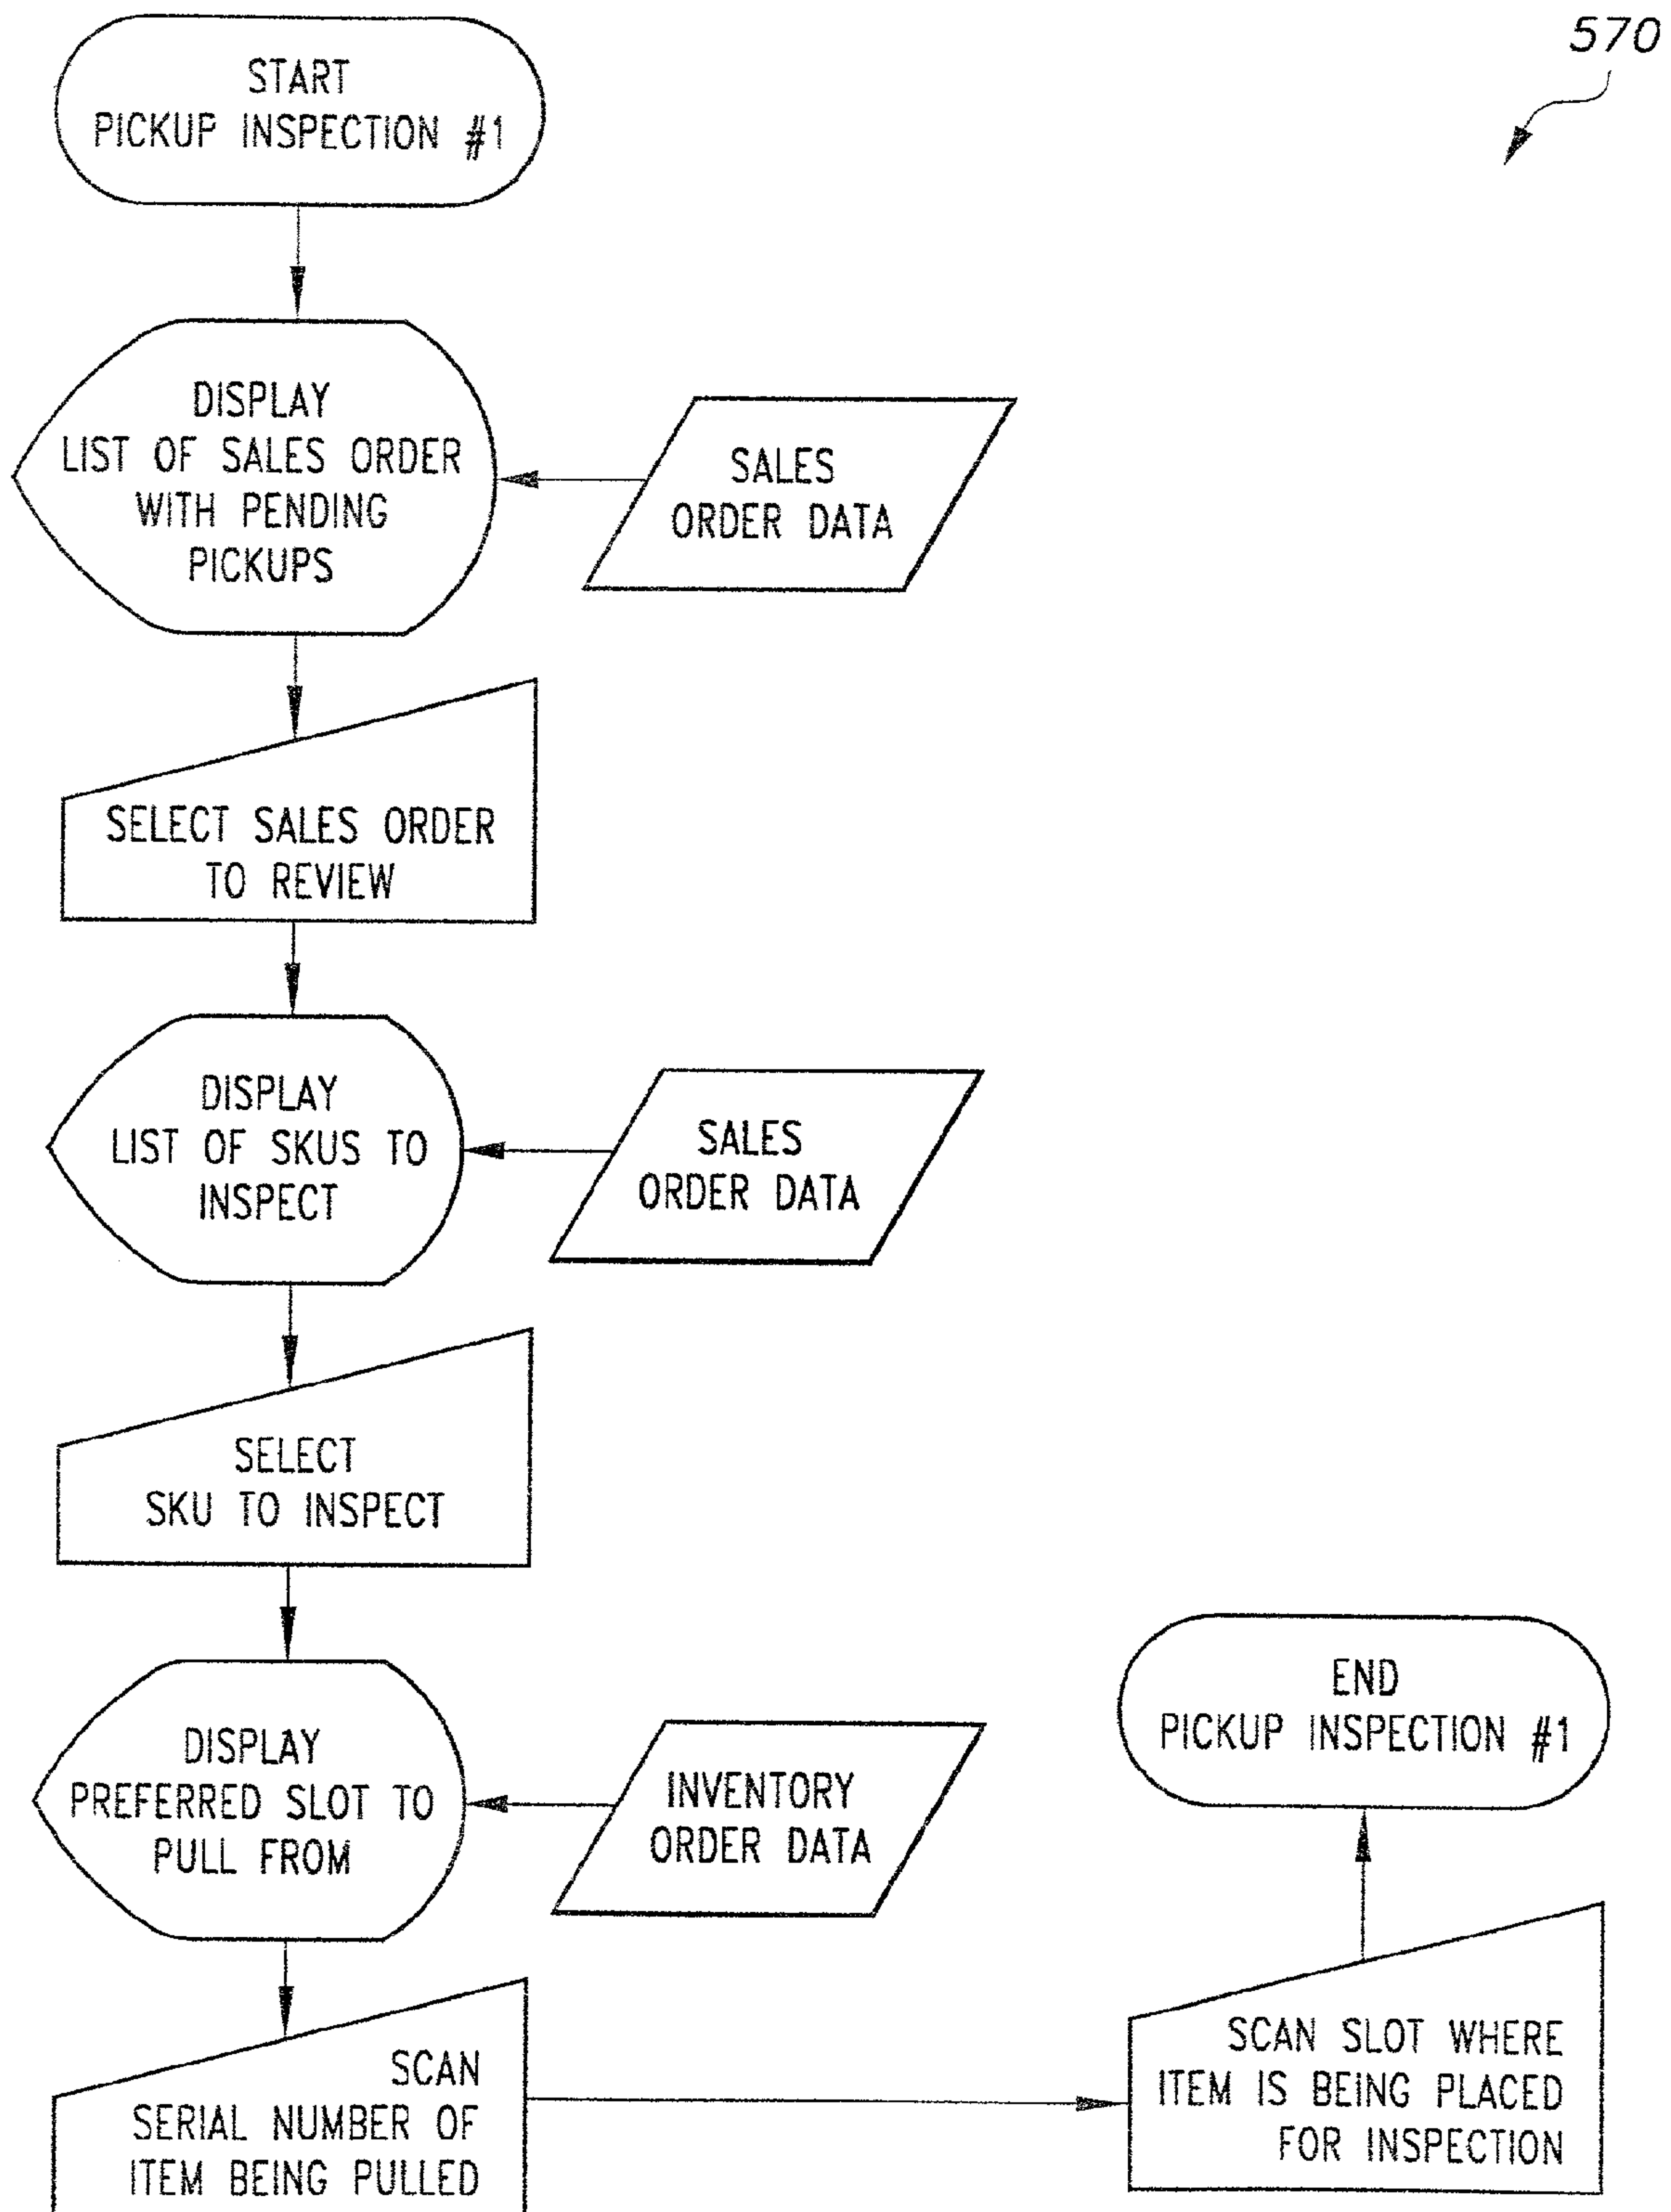 570
START
PICKUP INSPECTION #1
DISPLAY
LIST OF SALES ORDER
WITH PENDING
PICKUPS
SALES
ORDER DATA
SELECT SALES ORDER
TO REVIEW
DISPLAY
LIST OF SKUS TO
INSPECT
SALES
ORDER DATA
SELECT
SKU TO INSPECT
DISPLAY
PREFERRED SLOT TO
PULL FROM
INVENTORY
ORDER DATA
SCAN
SERIAL NUMBER OF
ITEM BEING PULLED
SCAN SLOT WHERE
ITEM IS BEING PLACED
FOR INSPECTION
END
PICKUP INSPECTION #1